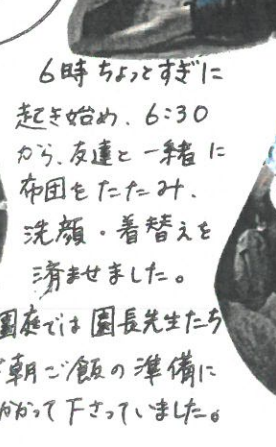 6時ちょっとすぎに
起き始め、6:30
から、友達と一緒に
布団をたたみ、
洗顔・着替えを
済ませました。
園庭では園長先生たち
朝ご飯の準備に
かかって下さっていました。